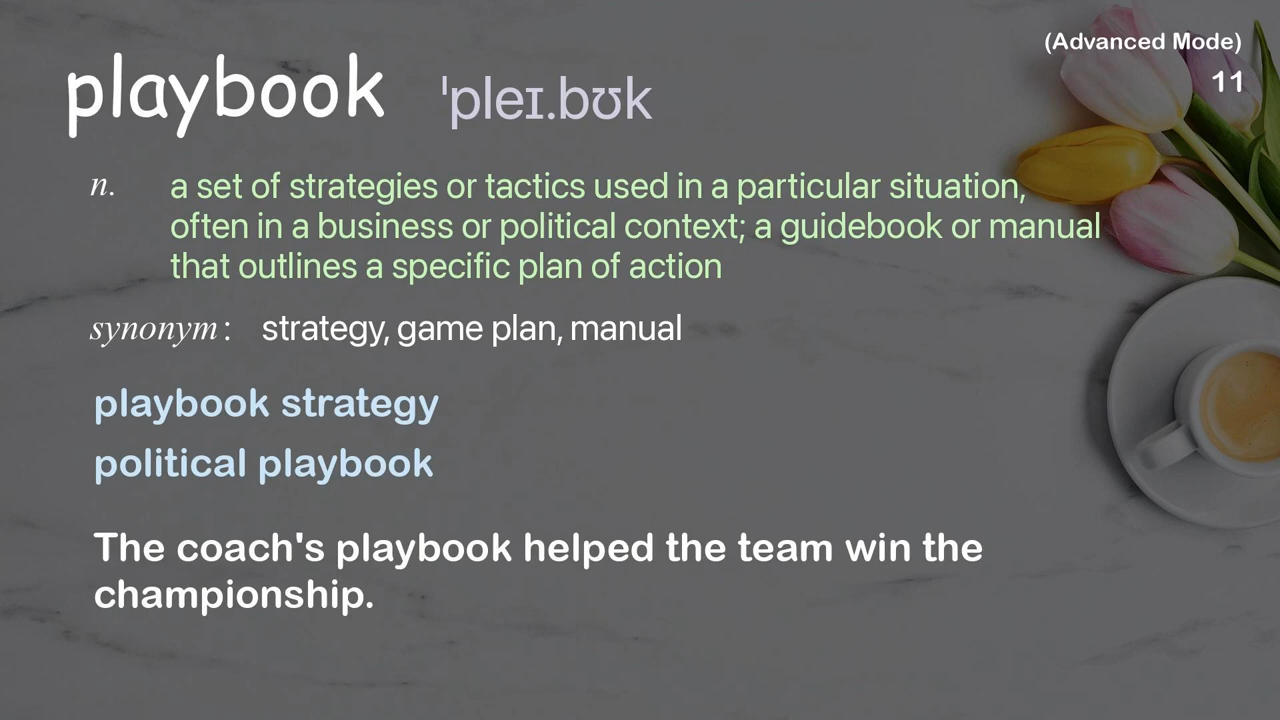 (Advanced Mode)
11
playbook ˈpleɪ.bʊk
n. a set of strategies or tactics used in a particular situation,
often in a business or political context; a guidebook or manual
that outlines a specific plan of action
synonym: strategy, game plan, manual
playbook strategy
political playbook
The coach's playbook helped the team win the
championship.